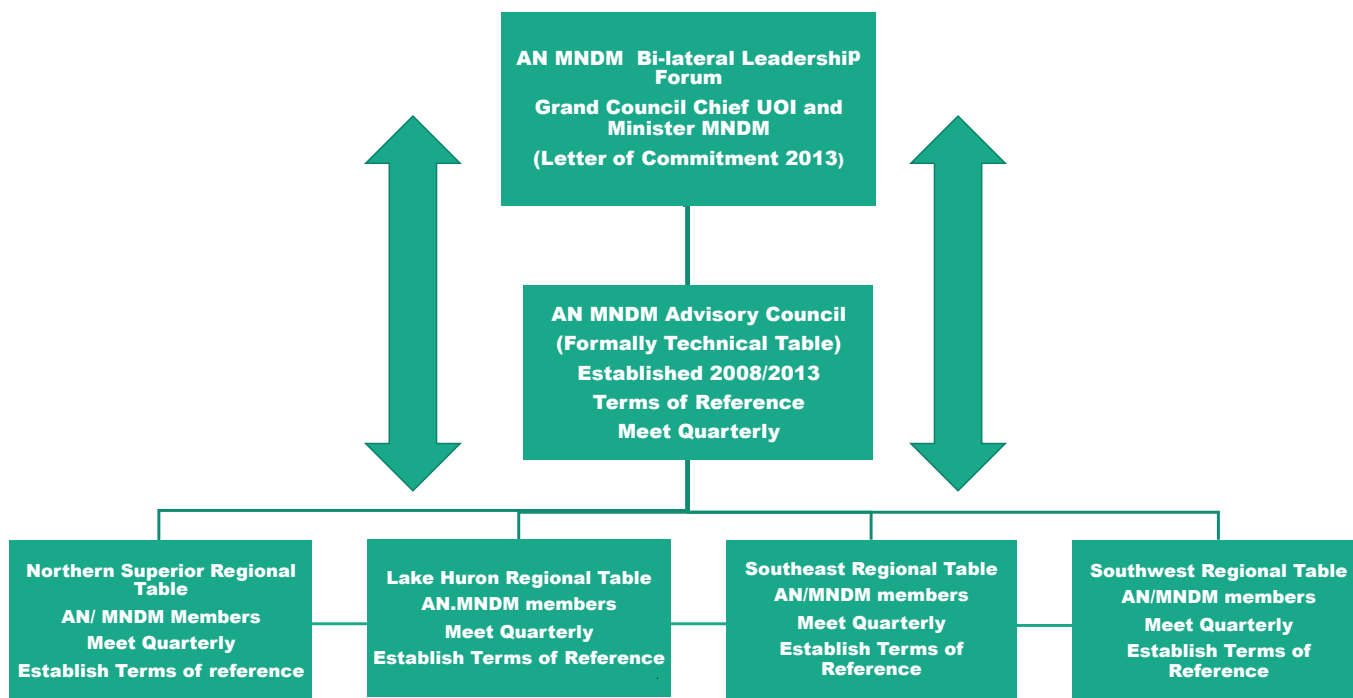 AN MNDM Bi-lateral Leadership
Forum
Grand Council Chief UOI and
Minister MNDM
(Letter of Commitment 2013)
AN MNDM Advisory Council
(Formally Technical Table)
Established 2008/2013
Terms of Reference
Meet Quarterly
Northern Superior Regional
Table
AN/ MNDM Members
Meet Quarterly
Establish Terms of reference
Lake Huron Regional Table
AN.MNDM members
Meet Quarterly
Establish Terms of Reference
.
Southeast Regional Table
AN/MNDM members
Meet Quarterly
Establish Terms of
Reference
Southwest Regional Table
AN/MNDM members
Meet Quarterly
Establish Terms of
Reference